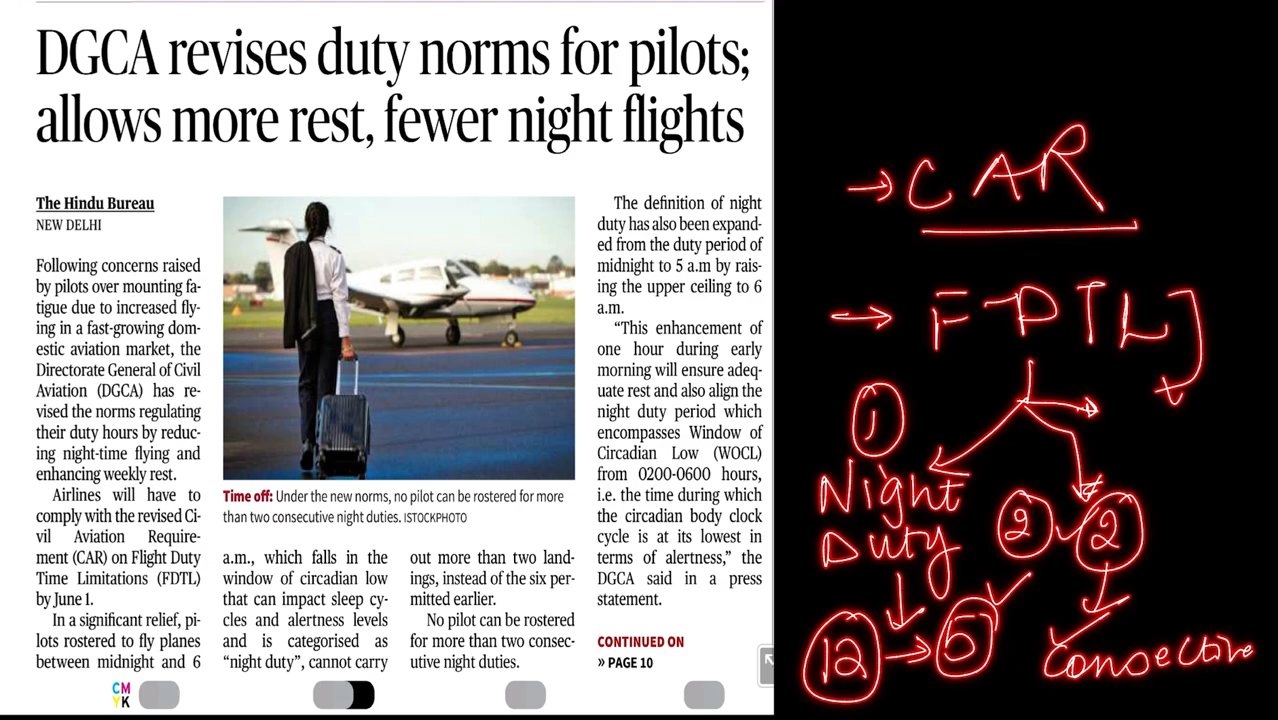 DGCA revises duty norms for pilots;
allows more rest, fewer night flights
The Hindu Bureau
NEW DELHI
Following concerns raised
by pilots over mounting fa-
tigue due to increased fly-
ing in a fast-growing dom-
estic aviation market, the
Directorate General of Civil
Aviation (DGCA) has re-
vised the norms regulating
their duty hours by reduc-
ing night-time flying and
enhancing weekly rest.
Airlines will have to
comply with the revised Ci-
vil Aviation Require-
ment (CAR) on Flight Duty
Time Limitations (FDTL)
by June 1.
In a significant relief, pi-
lots rostered to fly planes
between midnight and 6
Time off: Under the new norms, no pilot can be rostered for more
than two consecutive night duties. ISTOCKPHOTO
a.m., which falls in the
window of circadian low
that can impact sleep cy-
cles and alertness levels
and is categorised as
“night duty”, cannot carry
out more than two land-
ings, instead of the six per-
mitted earlier.
No pilot can be rostered
for more than two consec-
utive night duties.
The definition of night
duty has also been expand-
ed from the duty period of
midnight to 5 a.m by rais-
ing the upper ceiling to 6
a.m.
“This enhancement of
one hour during early
morning will ensure adeq-
uate rest and also align the
night duty period which
encompasses Window of
Circadian Low (WOCL)
from 0200-0600 hours,
i.e. the time during which
the circadian body clock
cycle is at its lowest in
terms of alertness,” the
DGCA said in a press
statement.
CONTINUED ON
» PAGE 10
CM
YK
→ CAR
→ FDTL
1
Night
Duty
2 2
12 → 5
Consective